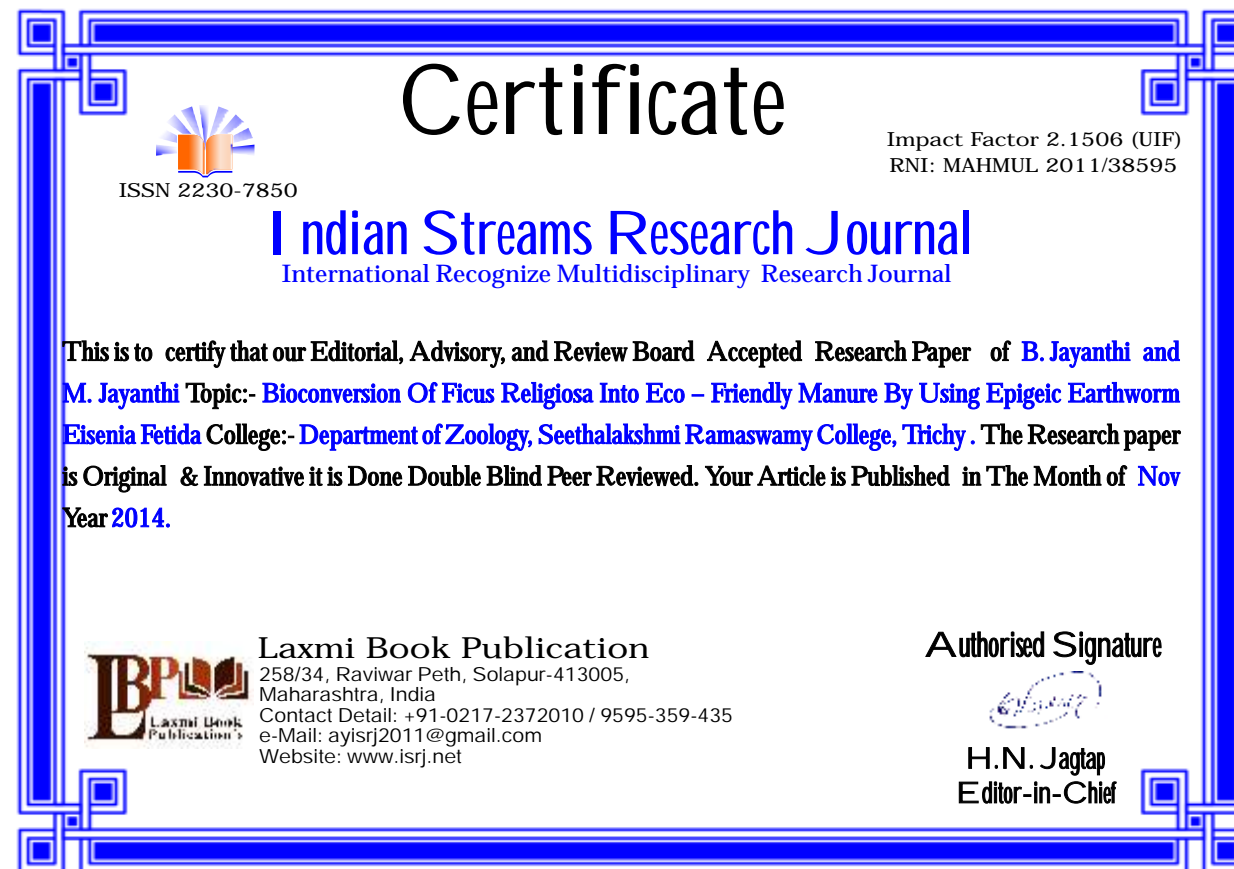 Certificate
Impact Factor 2.1506 (UIF)
RNI: MAHMUL 2011/38595
ISSN 2230-7850
Indian Streams Research Journal
International Recognize Multidisciplinary Research Journal
This is to certify that our Editorial, Advisory, and Review Board Accepted Research Paper of B. Jayanthi and
M. Jayanthi Topic:- Bioconversion Of Ficus Religiosa Into Eco – Friendly Manure By Using Epigeic Earthworm
Eisenia Fetida College:- Department of Zoology, Seethalakshmi Ramaswamy College, Trichy . The Research paper
is Original & Innovative it is Done Double Blind Peer Reviewed. Your Article is Published in The Month of Nov
Year 2014.
LBP
Laxmi Book
Publication's
Laxmi Book Publication
258/34, Raviwar Peth, Solapur-413005,
Maharashtra, India
Contact Detail: +91-0217-2372010 / 9595-359-435
e-Mail: ayisrj2011@gmail.com
Website: www.isrj.net
Authorised Signature
H.N. Jagtap
Editor-in-Chief